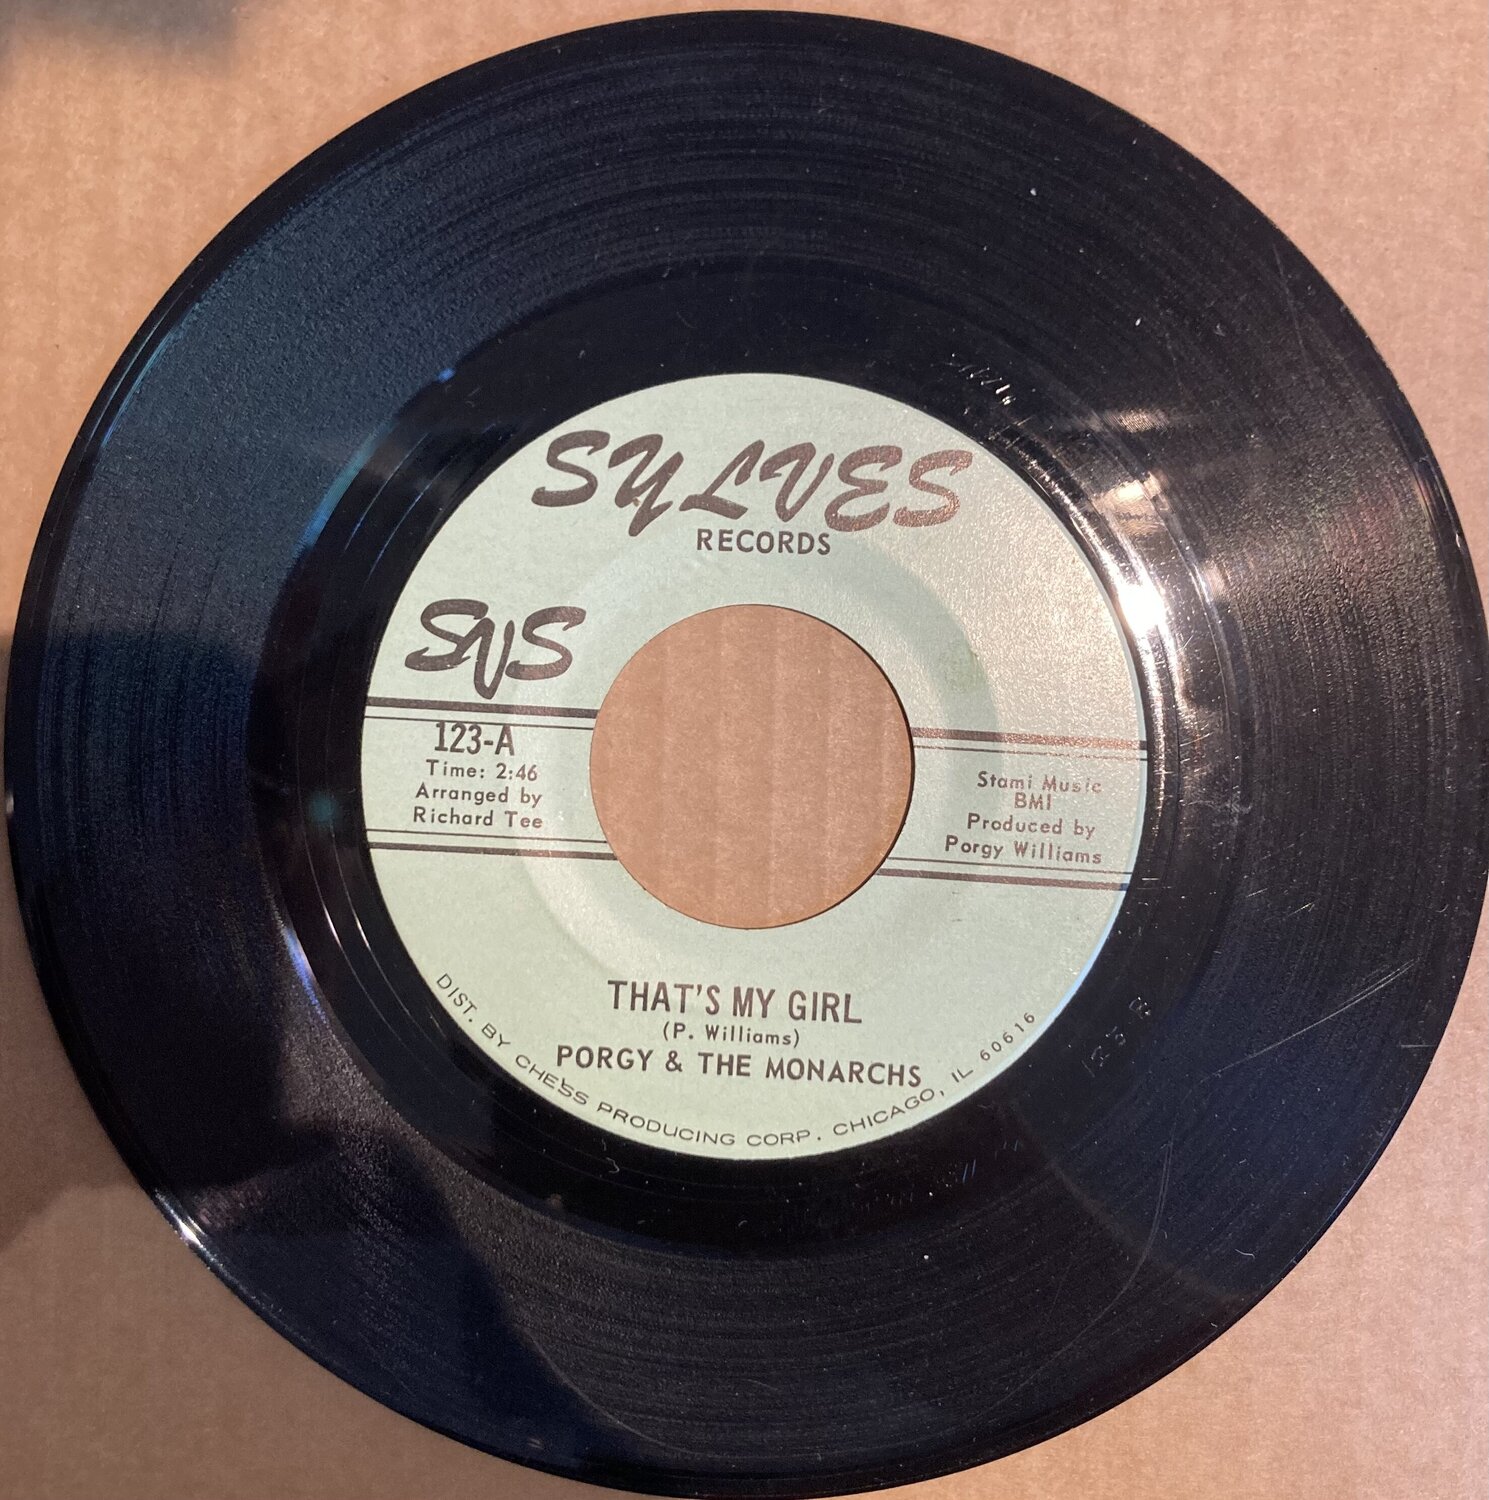 SYLVES
RECORDS
SVS
123-A
Time: 2:46
Arranged by
Richard Tee
Stami Music
BMI
Produced by
Porgy Williams
THAT'S MY GIRL
(P. Williams)
PORGY & THE MONARCHS
DIST. BY CHESS PRODUCING CORP. CHICAGO, IL 60616